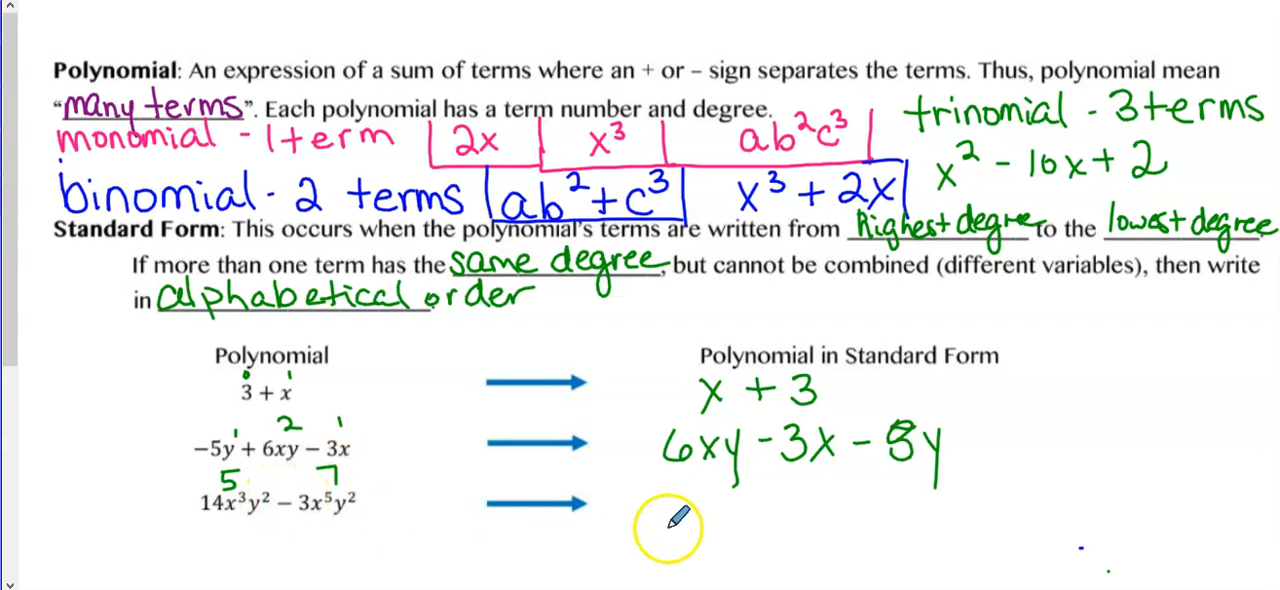 Polynomial: An expression of a sum of terms where an + or – sign separates the terms. Thus, polynomial mean
“many terms”. Each polynomial has a term number and degree.
trinomial - 3 terms
monomial - 1 term | 2x | x³ | ab²c³ |
x² - 10x + 2
binomial - 2 terms | ab² + c³ | x³ + 2x |
Standard Form: This occurs when the polynomial's terms are written from Highest degree to the lowest degree
If more than one term has the same degree, but cannot be combined (different variables), then write
in alphabetical order
Polynomial Polynomial in Standard Form
0 1
3 + x x + 3
1 2 1
−5y + 6xy − 3x 6xy - 3x - 5y
5 7
14x³y² − 3x⁵y²